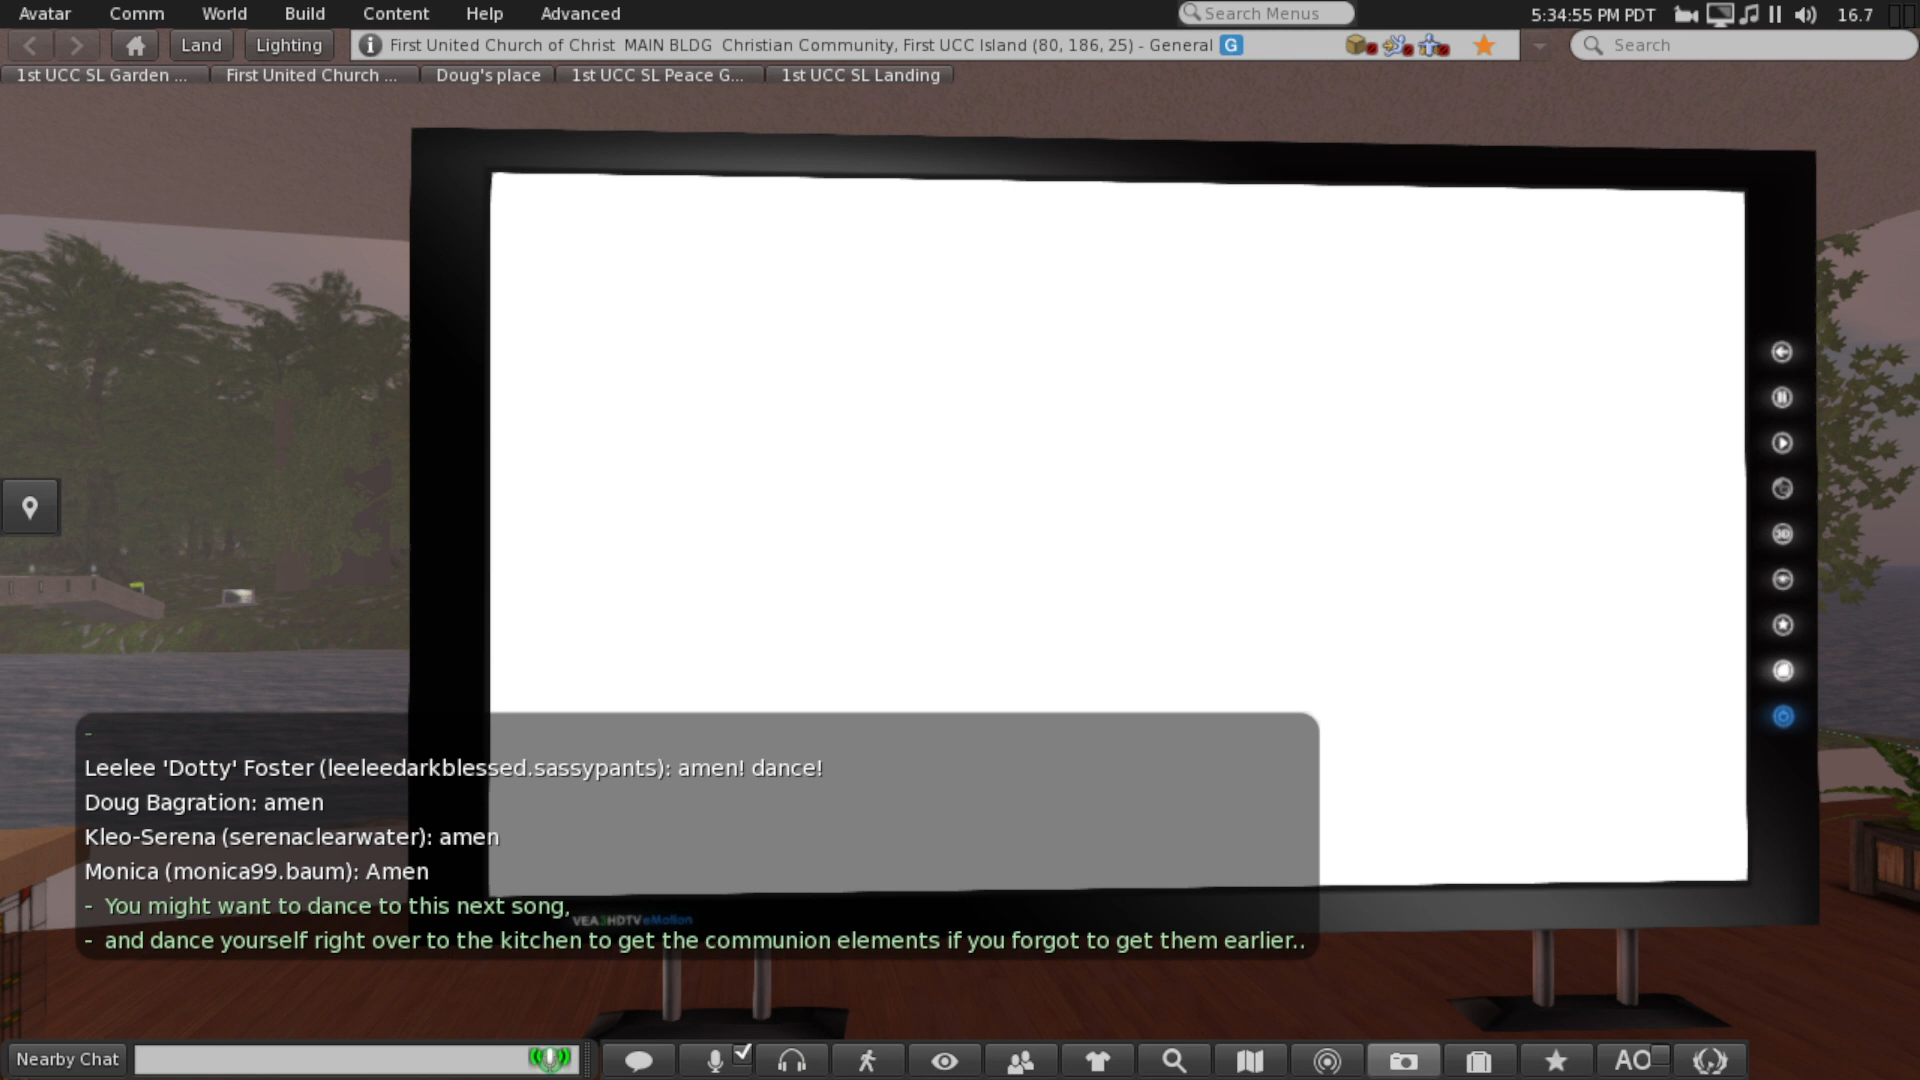 Avatar Comm World Build Content Help Advanced Search Menus 5:34:55 PM PDT 16.7
Land Lighting First United Church of Christ MAIN BLDG Christian Community, First UCC Island (80, 186, 25) - General G Search
1st UCC SL Garden ... First United Church ... Doug's place 1st UCC SL Peace G... 1st UCC SL Landing
3D
-
Leelee 'Dotty' Foster (leeleedarkblessed.sassypants): amen! dance!
Doug Bagration: amen
Kleo-Serena (serenaclearwater): amen
Monica (monica99.baum): Amen
- You might want to dance to this next song,
VEA3HDTV eMotion
- and dance yourself right over to the kitchen to get the communion elements if you forgot to get them earlier..
Nearby Chat AO